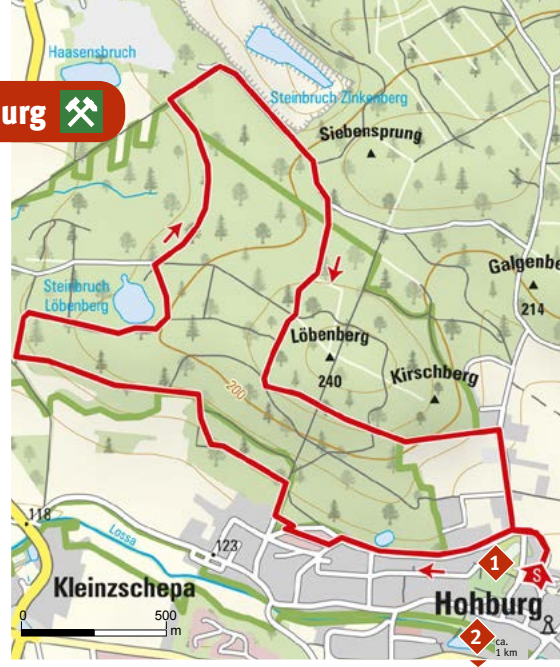 Haasensbruch
Steinbruch Zinkenberg
urg
Siebensprung
Galgenbe
214
Steinbruch
Löbenberg
Löbenberg
240
Kirschberg
200
118
Lossa
123
Kleinzschepa
1
S
Hohburg
0 500
m
2
ca.
1 km